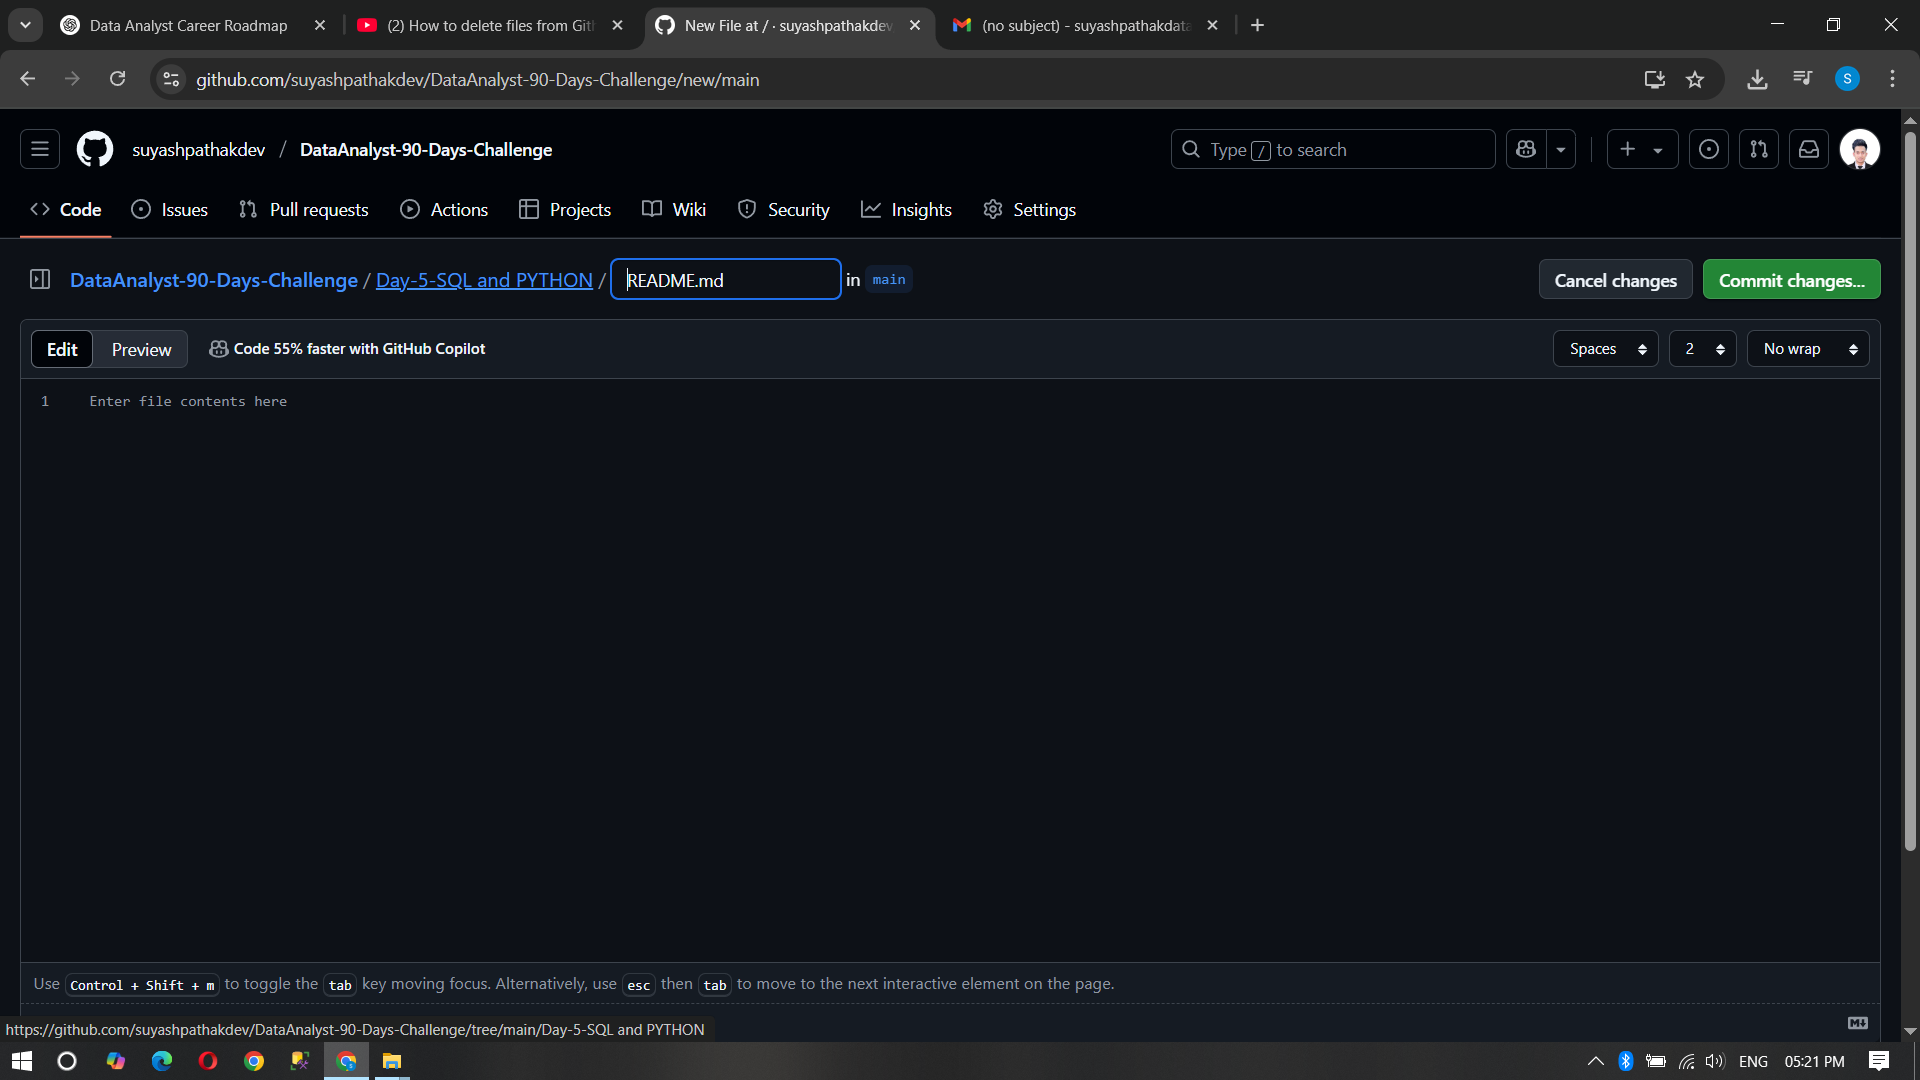 Data Analyst Career Roadmap
(2) How to delete files from Gith
New File at / · suyashpathakdev
(no subject) - suyashpathakdata
github.com/suyashpathakdev/DataAnalyst-90-Days-Challenge/new/main
S
suyashpathakdev / DataAnalyst-90-Days-Challenge
Type / to search
Code Issues Pull requests Actions Projects Wiki Security Insights Settings
DataAnalyst-90-Days-Challenge / Day-5-SQL and PYTHON / README.md in main
Cancel changes Commit changes...
Edit Preview Code 55% faster with GitHub Copilot
Spaces 2 No wrap
1 Enter file contents here
Use Control + Shift + m to toggle the tab key moving focus. Alternatively, use esc then tab to move to the next interactive element on the page.
https://github.com/suyashpathakdev/DataAnalyst-90-Days-Challenge/tree/main/Day-5-SQL and PYTHON
ENG 05:21 PM